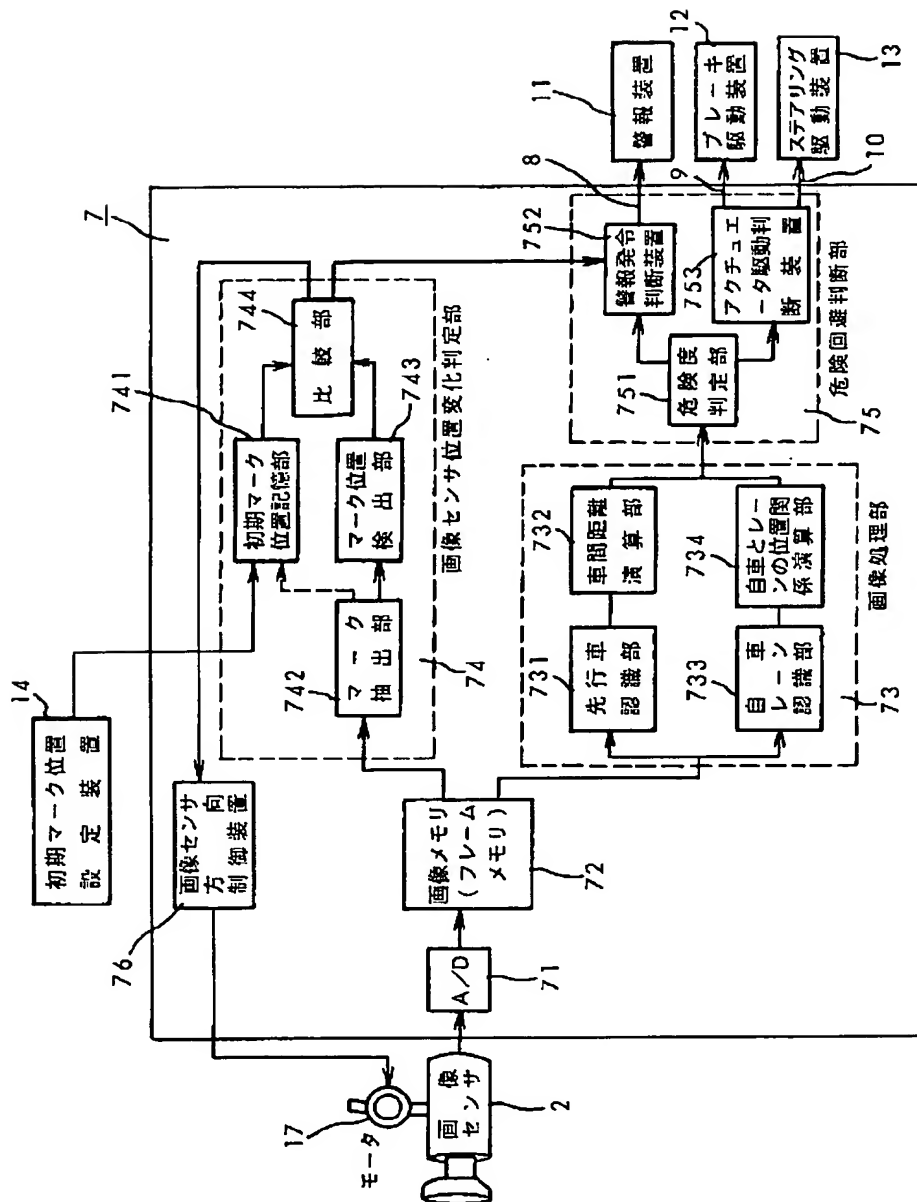 14
初期マーク位置
設定装置
7
76
画像センサ
方向
制御装置
17
モータ
画像
センサ
2
A/D
71
画像メモリ
(フレーム
メモリ)
72
741
初期マーク
位置記憶部
742
マーク
抽出部
マーク位置
検出部
743
744
比較部
74
画像センサ位置変化判定部
731
先行車
認識部
732
車間距離
演算部
733
自車
レーン
認識部
734
自車とレー
ンの位置関
係演算部
73
画像処理部
751
危険度
判定部
752
警報発令
判断装置
753
アクチュエ
ータ駆動判
断装置
75
危険回避判断部
8
9
10
11
警報装置
12
ブレーキ
駆動装置
ステアリング
駆動装置
13